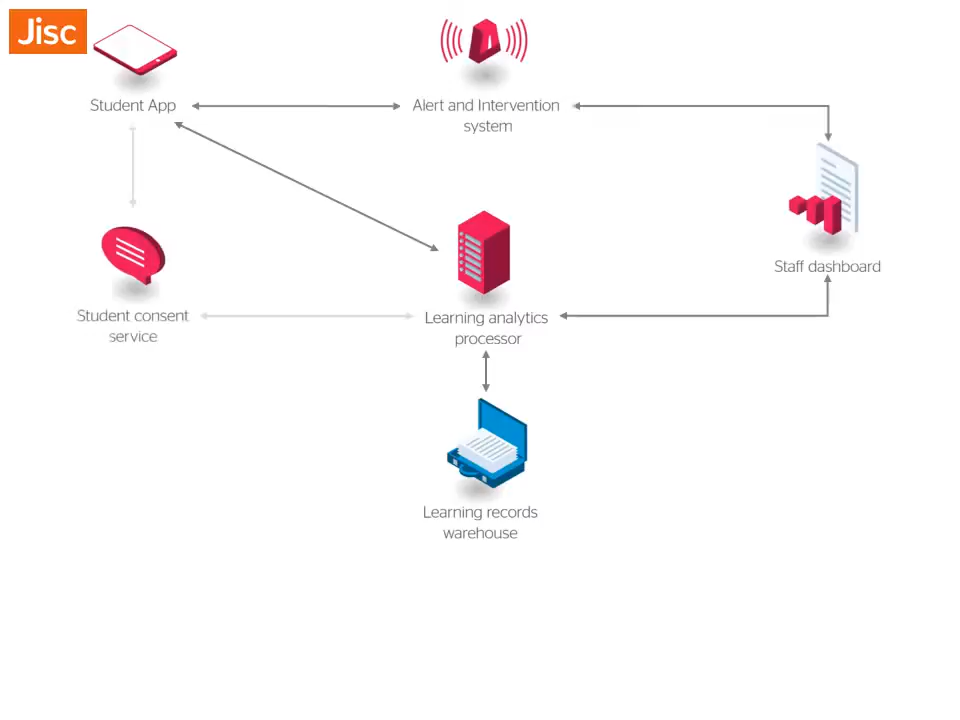 Jisc
Student App
Alert and Intervention
system
Staff dashboard
Student consent
service
Learning analytics
processor
Learning records
warehouse